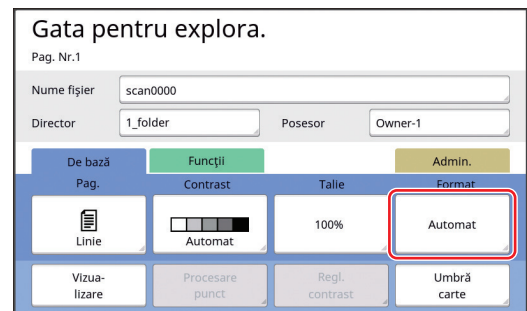 Gata pentru explora.
Pag. Nr.1
Nume fişier scan0000
Director 1_folder Posesor Owner-1
De bază Funcţii Admin.
Pag. Contrast Talie Format
Linie Automat 100% Automat
Vizua-
lizare
Procesare
punct
Regl.
contrast
Umbră
carte